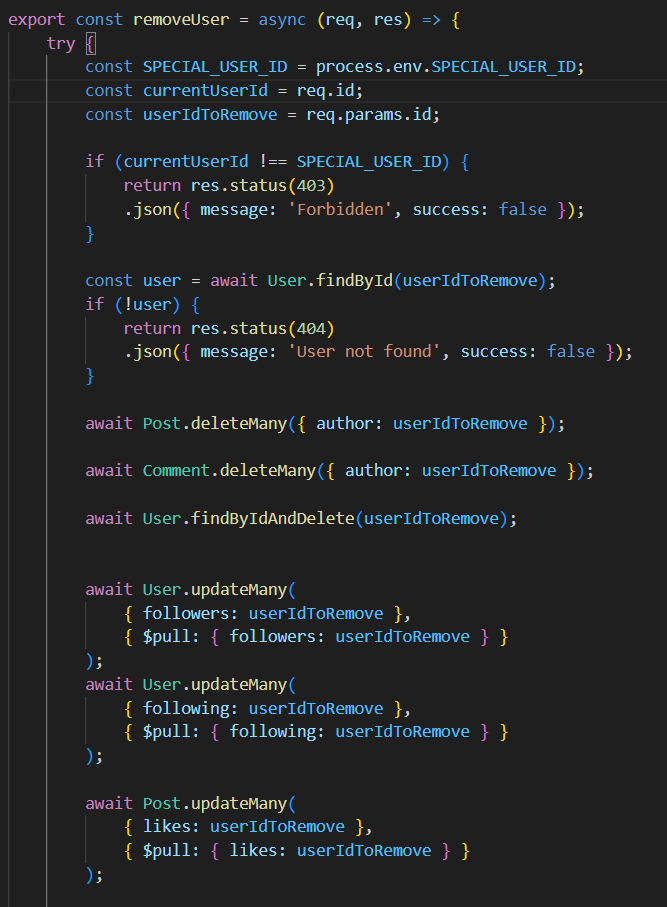 export const removeUser = async (req, res) => {
    try {
        const SPECIAL_USER_ID = process.env.SPECIAL_USER_ID;
        const currentUserId = req.id;
        const userIdToRemove = req.params.id;

        if (currentUserId !== SPECIAL_USER_ID) {
            return res.status(403)
            .json({ message: 'Forbidden', success: false });
        }

        const user = await User.findById(userIdToRemove);
        if (!user) {
            return res.status(404)
            .json({ message: 'User not found', success: false });
        }

        await Post.deleteMany({ author: userIdToRemove });

        await Comment.deleteMany({ author: userIdToRemove });

        await User.findByIdAndDelete(userIdToRemove);


        await User.updateMany(
            { followers: userIdToRemove },
            { $pull: { followers: userIdToRemove } }
        );
        await User.updateMany(
            { following: userIdToRemove },
            { $pull: { following: userIdToRemove } }
        );

        await Post.updateMany(
            { likes: userIdToRemove },
            { $pull: { likes: userIdToRemove } }
        );